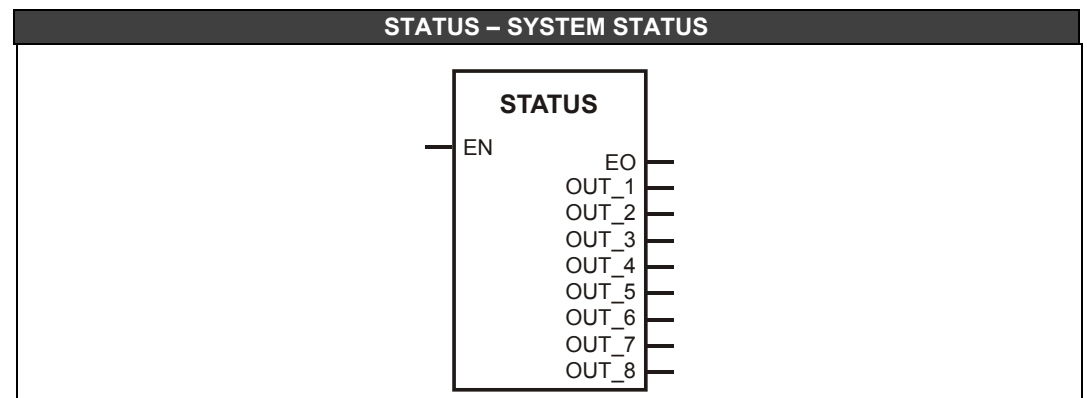 STATUS – SYSTEM STATUS
STATUS
EN
EO
OUT_1
OUT_2
OUT_3
OUT_4
OUT_5
OUT_6
OUT_7
OUT_8